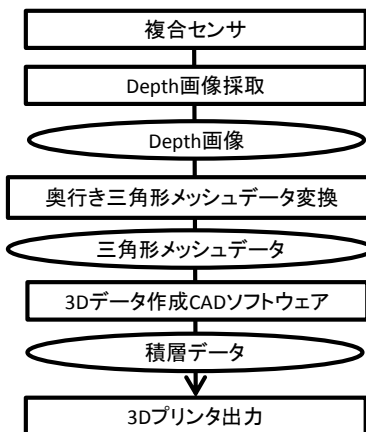 複合センサ
Depth画像採取
Depth画像
奥行き三角形メッシュデータ変換
三角形メッシュデータ
3Dデータ作成CADソフトウェア
積層データ
3Dプリンタ出力